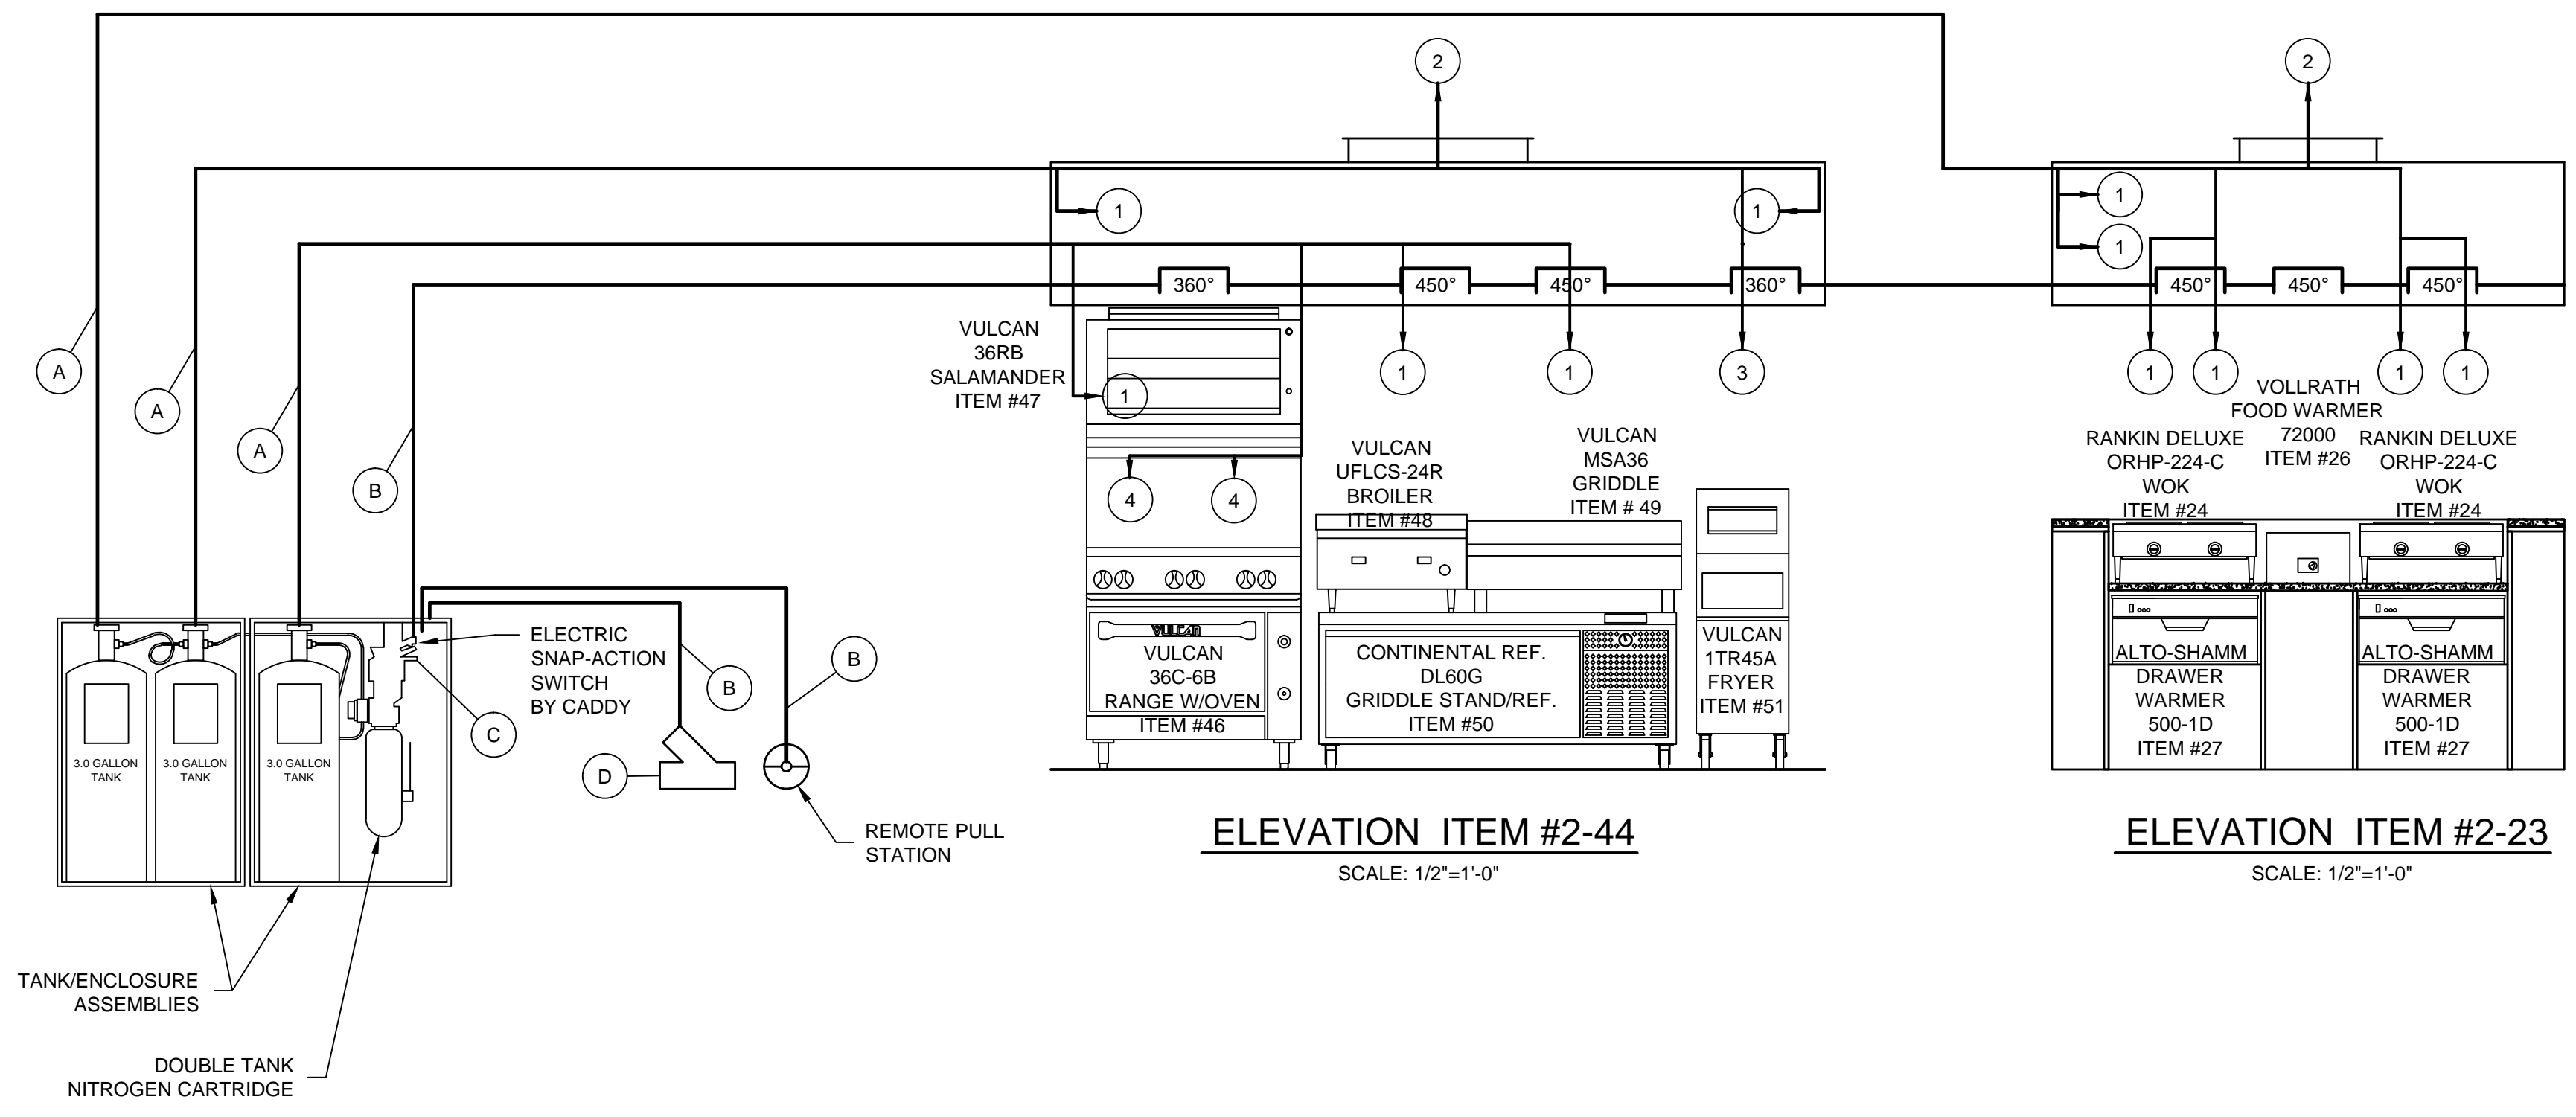 2
2
1
1
1
1
360°
450°
450°
360°
450°
450°
450°
A
A
A
B
VULCAN
36RB
SALAMANDER
ITEM #47
1
1
1
3
1
1
1
1
4
4
VULCAN
UFLCS-24R
BROILER
ITEM #48
VULCAN
MSA36
GRIDDLE
ITEM # 49
RANKIN DELUXE
ORHP-224-C
WOK
ITEM #24
VOLLRATH
FOOD WARMER
72000
ITEM #26
RANKIN DELUXE
ORHP-224-C
WOK
ITEM #24
3.0 GALLON
TANK
3.0 GALLON
TANK
3.0 GALLON
TANK
ELECTRIC
SNAP-ACTION
SWITCH
BY CADDY
C
B
B
D
VULCAN
VULCAN
36C-6B
RANGE W/OVEN
ITEM #46
CONTINENTAL REF.
DL60G
GRIDDLE STAND/REF.
ITEM #50
VULCAN
1TR45A
FRYER
ITEM #51
ALTO-SHAMM
DRAWER
WARMER
500-1D
ITEM #27
ALTO-SHAMM
DRAWER
WARMER
500-1D
ITEM #27
REMOTE PULL
STATION
ELEVATION ITEM #2-44
SCALE: 1/2"=1'-0"
ELEVATION ITEM #2-23
SCALE: 1/2"=1'-0"
TANK/ENCLOSURE
ASSEMBLIES
DOUBLE TANK
NITROGEN CARTRIDGE